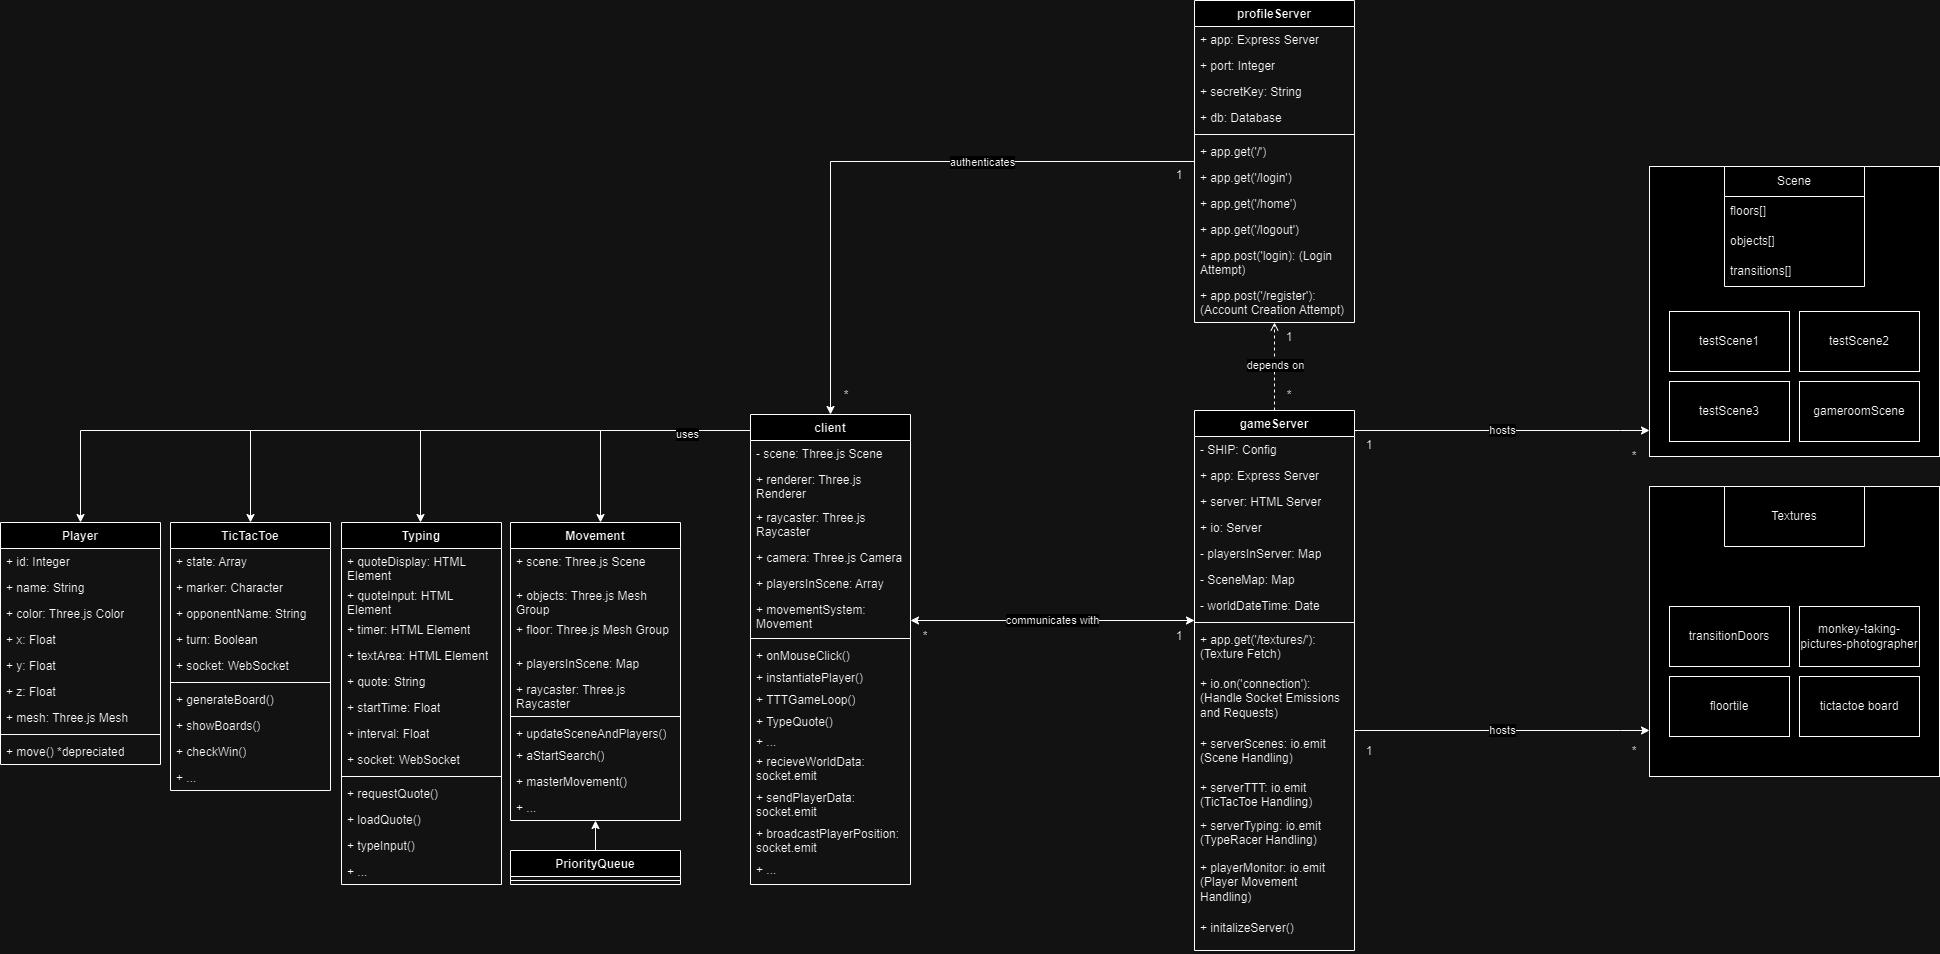 profileServer
+ app: Express Server
+ port: Integer
+ secretKey: String
+ db: Database
+ app.get('/')
+ app.get('/login')
+ app.get('/home')
+ app.get('/logout')
+ app.post('login): (Login
Attempt)
+ app.post('/register'):
(Account Creation Attempt)
authenticates
1
*
1
depends on
*
Scene
floors[]
objects[]
transitions[]
testScene1
testScene2
testScene3
gameroomScene
uses
Player
+ id: Integer
+ name: String
+ color: Three.js Color
+ x: Float
+ y: Float
+ z: Float
+ mesh: Three.js Mesh
+ move() *depreciated
TicTacToe
+ state: Array
+ marker: Character
+ opponentName: String
+ turn: Boolean
+ socket: WebSocket
+ generateBoard()
+ showBoards()
+ checkWin()
+ ...
Typing
+ quoteDisplay: HTML
Element
+ quoteInput: HTML
Element
+ timer: HTML Element
+ textArea: HTML Element
+ quote: String
+ startTime: Float
+ interval: Float
+ socket: WebSocket
+ requestQuote()
+ loadQuote()
+ typeInput()
+ ...
Movement
+ scene: Three.js Scene
+ objects: Three.js Mesh
Group
+ floor: Three.js Mesh Group
+ playersInScene: Map
+ raycaster: Three.js
Raycaster
+ updateSceneAndPlayers()
+ aStartSearch()
+ masterMovement()
+ ...
PriorityQueue
client
- scene: Three.js Scene
+ renderer: Three.js
Renderer
+ raycaster: Three.js
Raycaster
+ camera: Three.js Camera
+ playersInScene: Array
+ movementSystem:
Movement
+ onMouseClick()
+ instantiatePlayer()
+ TTTGameLoop()
+ TypeQuote()
+ ...
+ recieveWorldData:
socket.emit
+ sendPlayerData:
socket.emit
+ broadcastPlayerPosition:
socket.emit
+ ...
communicates with
*
1
gameServer
- SHIP: Config
+ app: Express Server
+ server: HTML Server
+ io: Server
- playersInServer: Map
- SceneMap: Map
- worldDateTime: Date
+ app.get('/textures/'):
(Texture Fetch)
+ io.on('connection'):
(Handle Socket Emissions
and Requests)
+ serverScenes: io.emit
(Scene Handling)
+ serverTTT: io.emit
(TicTacToe Handling)
+ serverTyping: io.emit
(TypeRacer Handling)
+ playerMonitor: io.emit
(Player Movement
Handling)
+ initalizeServer()
hosts
1
*
hosts
1
*
Textures
transitionDoors
monkey-taking-
pictures-photographer
floortile
tictactoe board